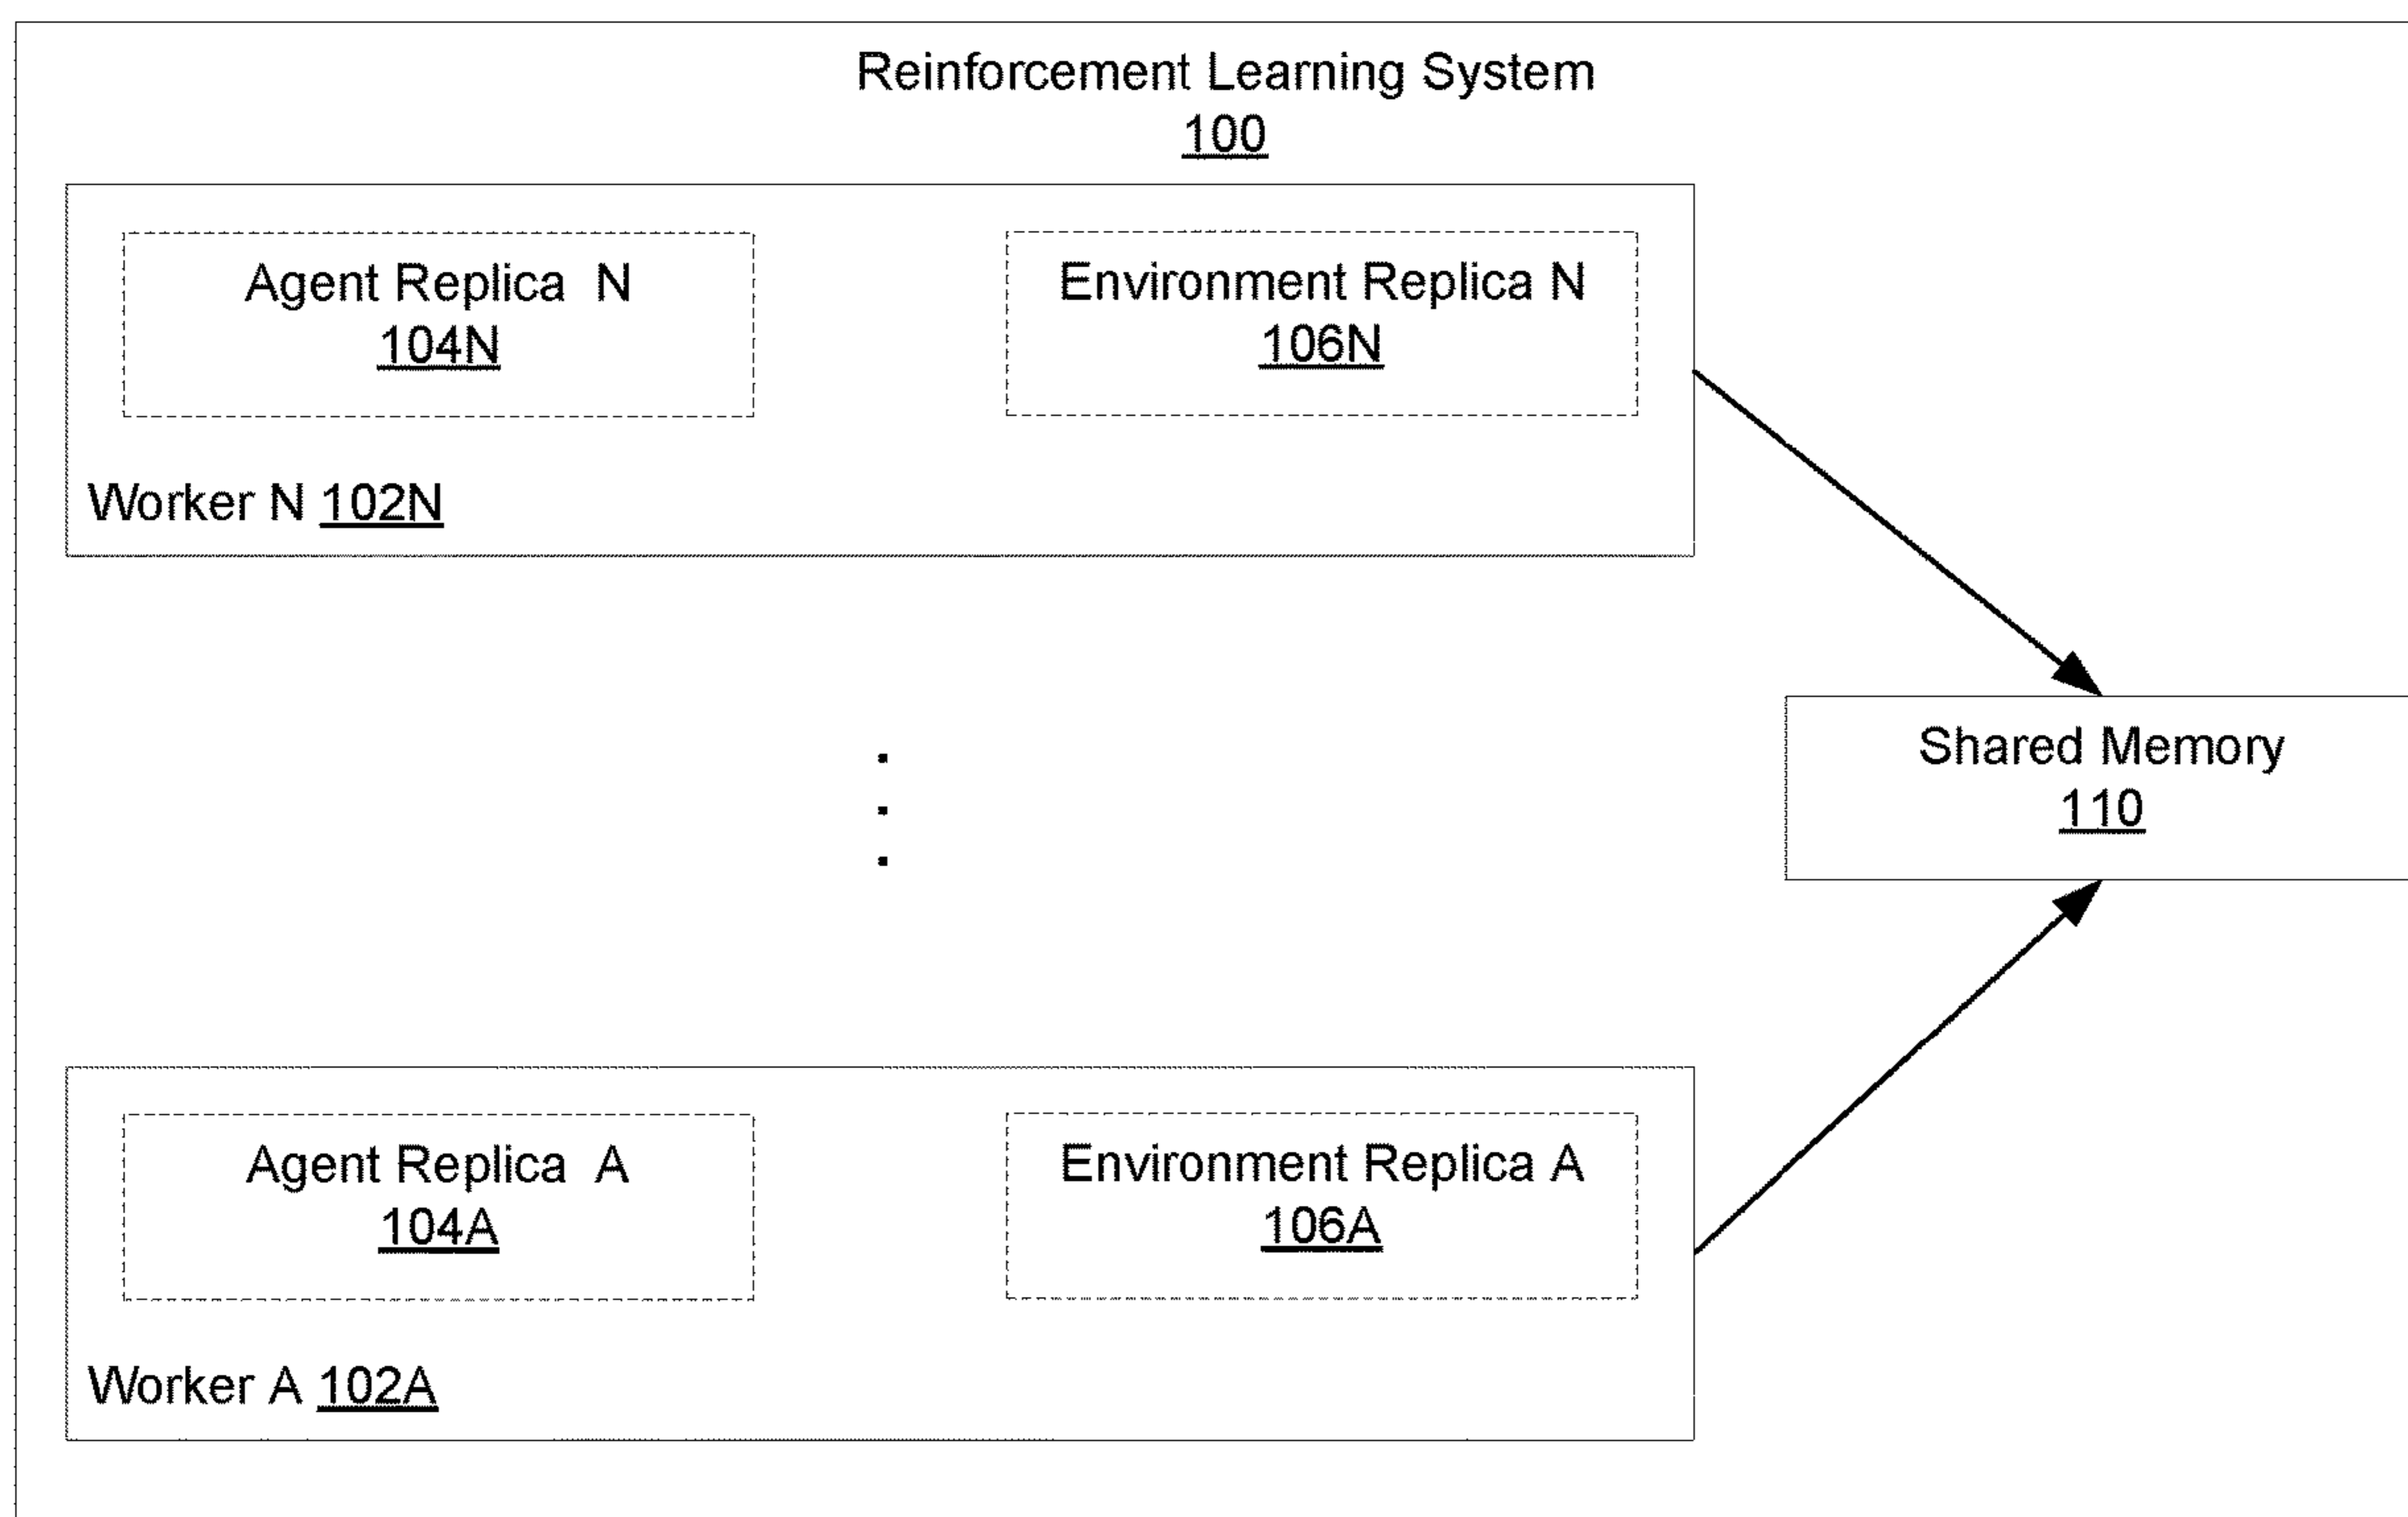 Reinforcement Learning System
100
Agent Replica N
104N
Environment Replica N
106N
Worker N 102N
Shared Memory
110
Agent Replica A
104A
Environment Replica A
106A
Worker A 102A